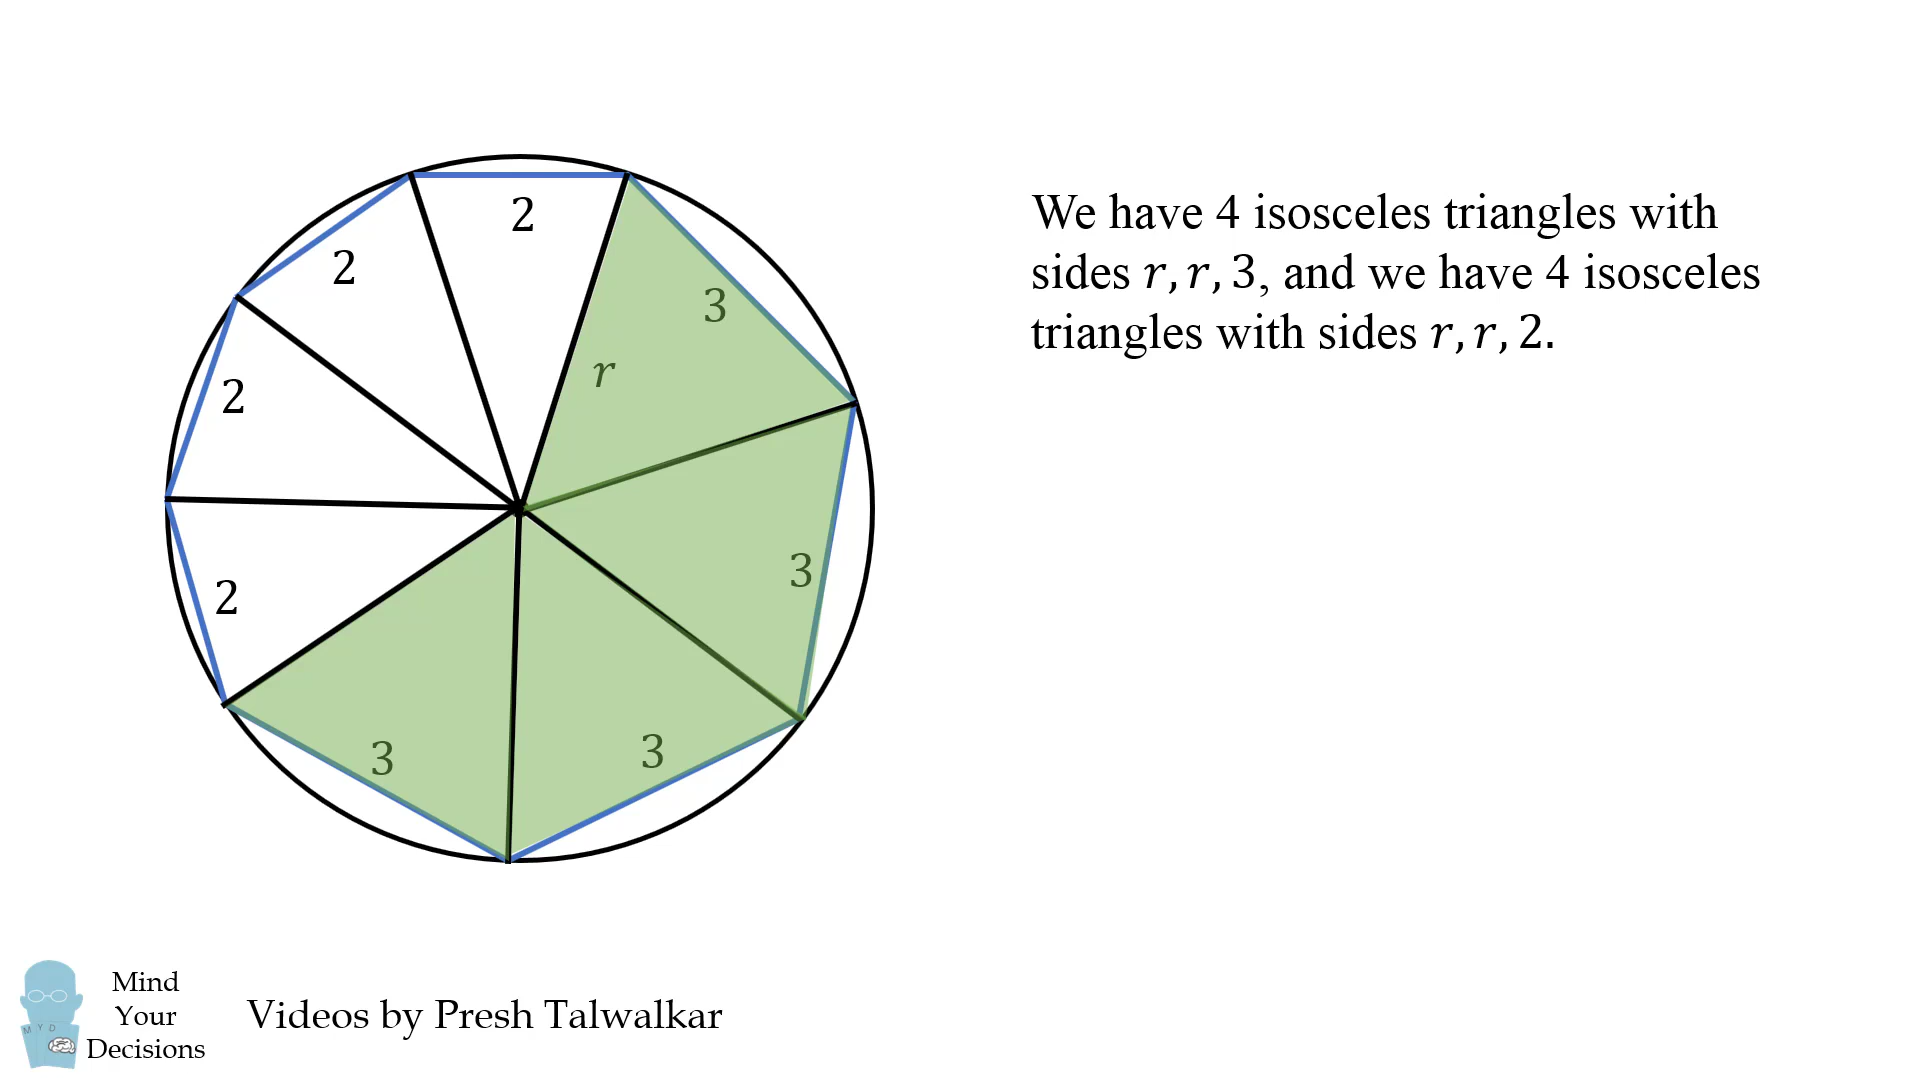 2
2
3
r
2
3
2
3
3
We have 4 isosceles triangles with
sides r, r, 3, and we have 4 isosceles
triangles with sides r, r, 2.
M Y D
Mind
Your
Decisions
Videos by Presh Talwalkar